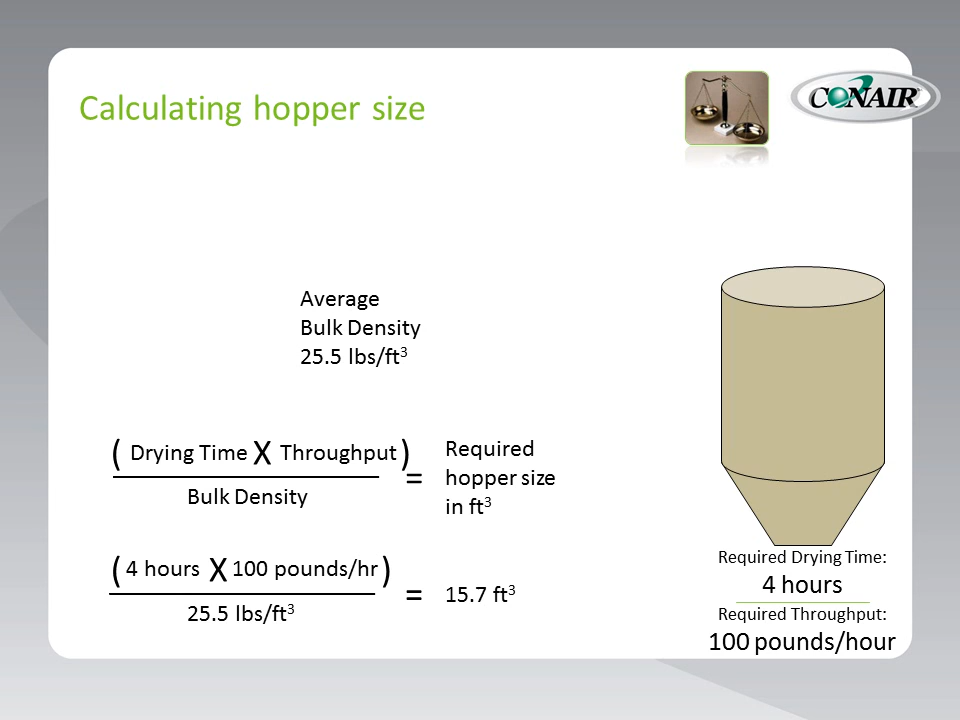 Calculating hopper size
CONAIR
Average
Bulk Density
25.5 lbs/ft³
( Drying Time X Throughput )
Bulk Density
=
Required
hopper size
in ft³
( 4 hours X 100 pounds/hr )
25.5 lbs/ft³
=
15.7 ft³
Required Drying Time:
4 hours
Required Throughput:
100 pounds/hour